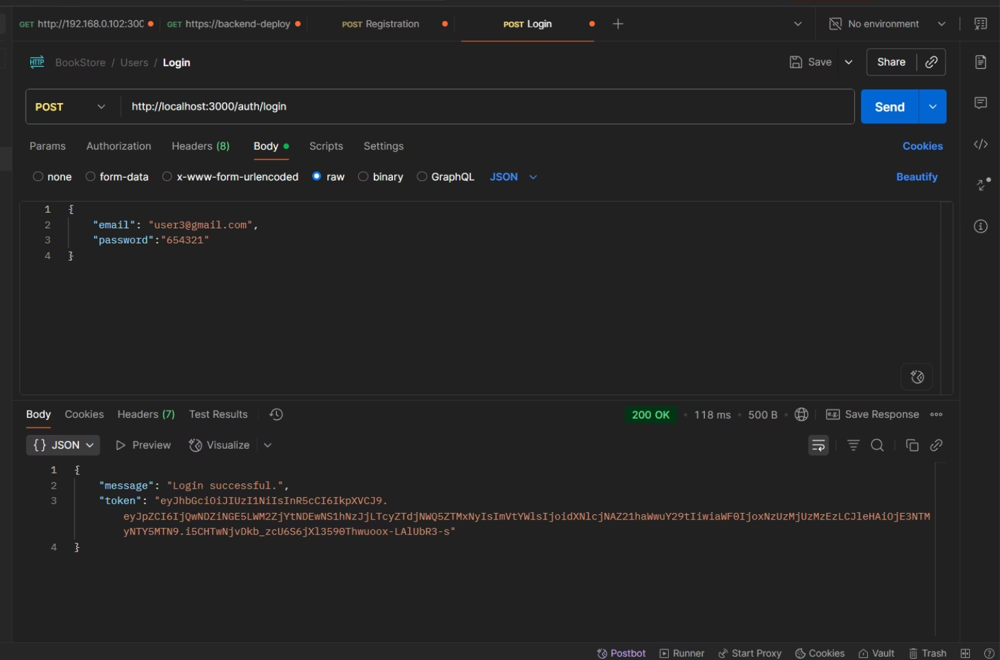 GET http://192.168.0.102:300 GET https://backend-deploy POST Registration POST Login No environment
HTTP BookStore / Users / Login Save Share
POST http://localhost:3000/auth/login Send
Params Authorization Headers (8) Body Scripts Settings Cookies
none form-data x-www-form-urlencoded raw binary GraphQL JSON Beautify
1 {
2 "email": "user3@gmail.com",
3 "password":"654321"
4 }
Body Cookies Headers (7) Test Results 200 OK 118 ms 500 B e.g. Save Response
{} JSON Preview Visualize
1 {
2 "message": "Login successful.",
3 "token": "eyJhbGciOiJIUzI1NiIsInR5cCI6IkpXVCJ9.
eyJpZCI6IjQwNDZiNGE5LWM2ZjYtNDEwNS1hNzJjLTcyZTdjNWQ5ZTMxNyIsImVtYWlsIjoidXNlcjNAZ21haWwuY29tIiwiaWF0IjoxNzUzMjUzMzEzLCJleHAiOjE3NTM
yNTY5MTN9.i5CHTwNjvDkb_zcU6S6jXl3590Thwuoox-LAlUbR3-s"
4 }
Postbot Runner Start Proxy Cookies Vault Trash